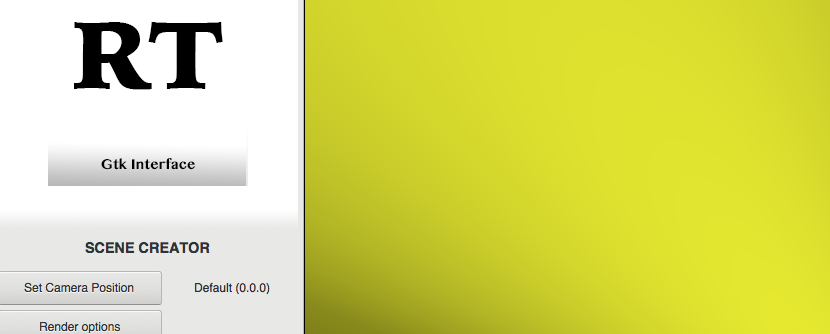 RT
Gtk Interface
SCENE CREATOR
Set Camera Position
Default (0.0.0)
Render options